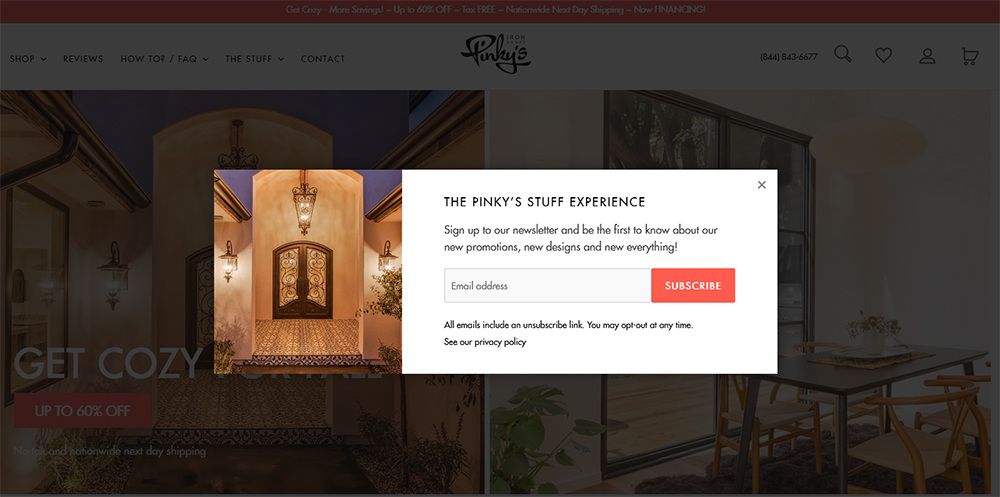 Get Cozy - More Savings! – Up to 60% OFF – Tax FREE – Nationwide Next Day Shipping – Now FINANCING!
SHOP REVIEWS HOW TO? / FAQ THE STUFF CONTACT
IRON
DOORS
Pinky's
(844) 843-6677
THE PINKY'S STUFF EXPERIENCE
Sign up to our newsletter and be the first to know about our
new promotions, new designs and new everything!
Email address
SUBSCRIBE
All emails include an unsubscribe link. You may opt-out at any time.
See our privacy policy
GET COZY FOR FALL
UP TO 60% OFF
No tax and nationwide next day shipping